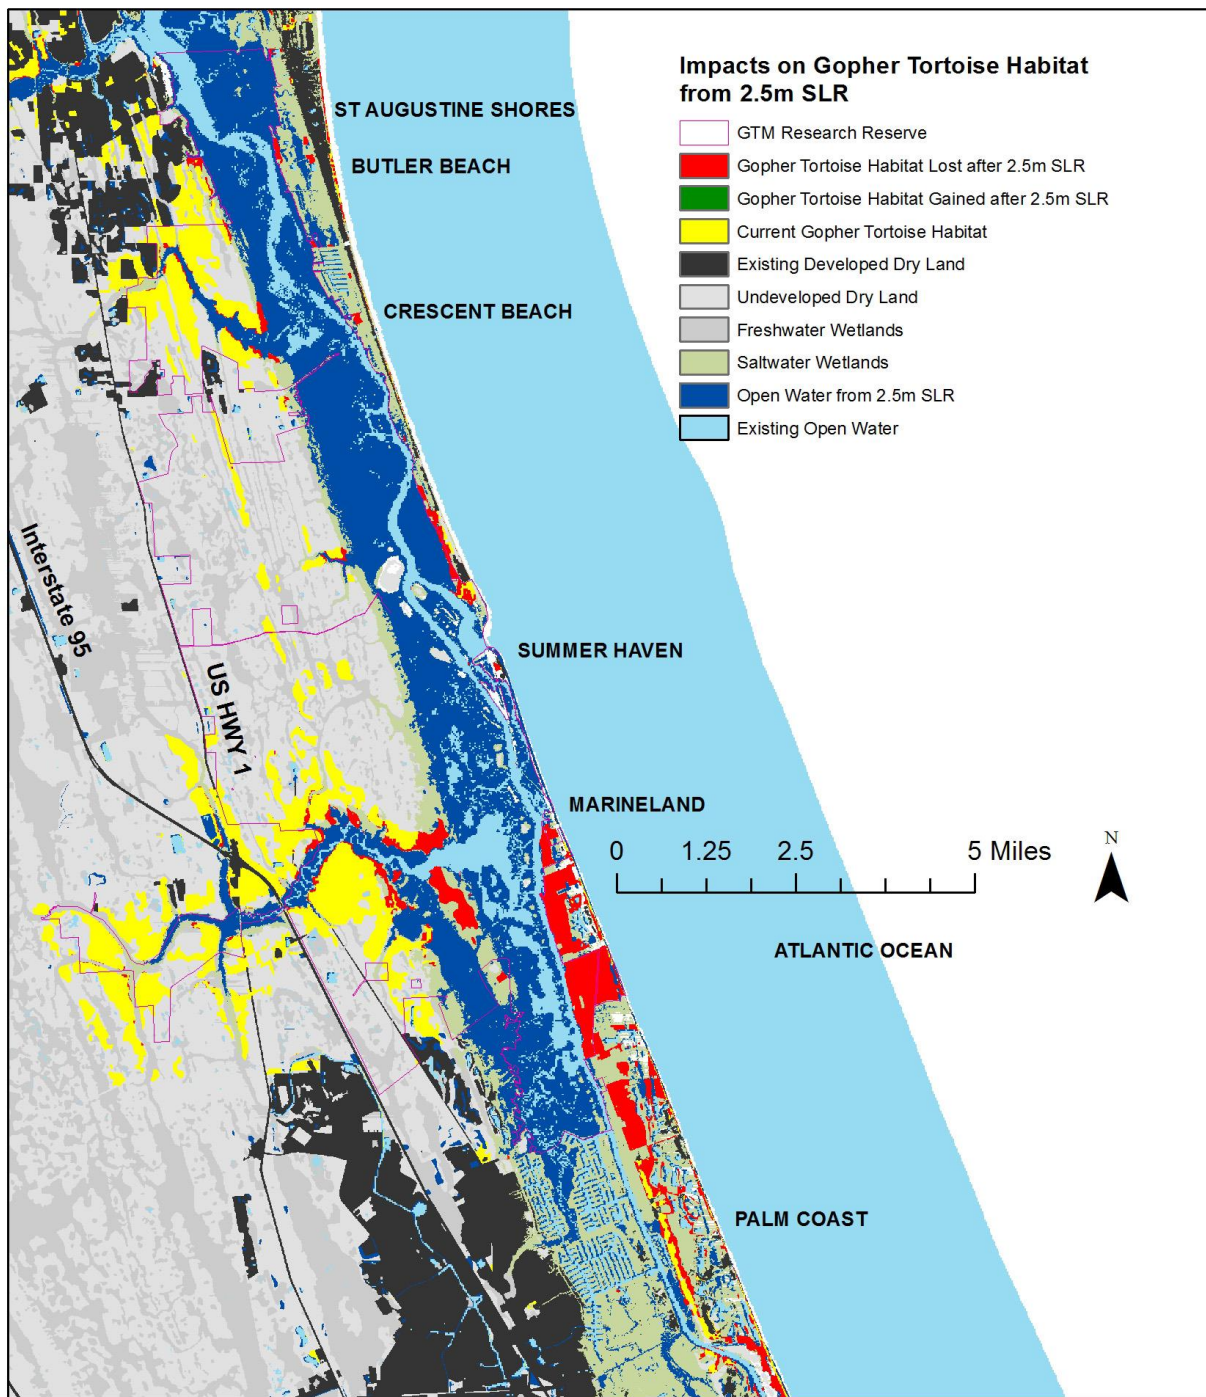 Impacts on Gopher Tortoise Habitat
from 2.5m SLR
GTM Research Reserve
Gopher Tortoise Habitat Lost after 2.5m SLR
Gopher Tortoise Habitat Gained after 2.5m SLR
Current Gopher Tortoise Habitat
Existing Developed Dry Land
Undeveloped Dry Land
Freshwater Wetlands
Saltwater Wetlands
Open Water from 2.5m SLR
Existing Open Water
ST AUGUSTINE SHORES
BUTLER BEACH
CRESCENT BEACH
Interstate 95
US HWY 1
SUMMER HAVEN
MARINELAND
0 1.25 2.5 5 Miles
N
ATLANTIC OCEAN
PALM COAST